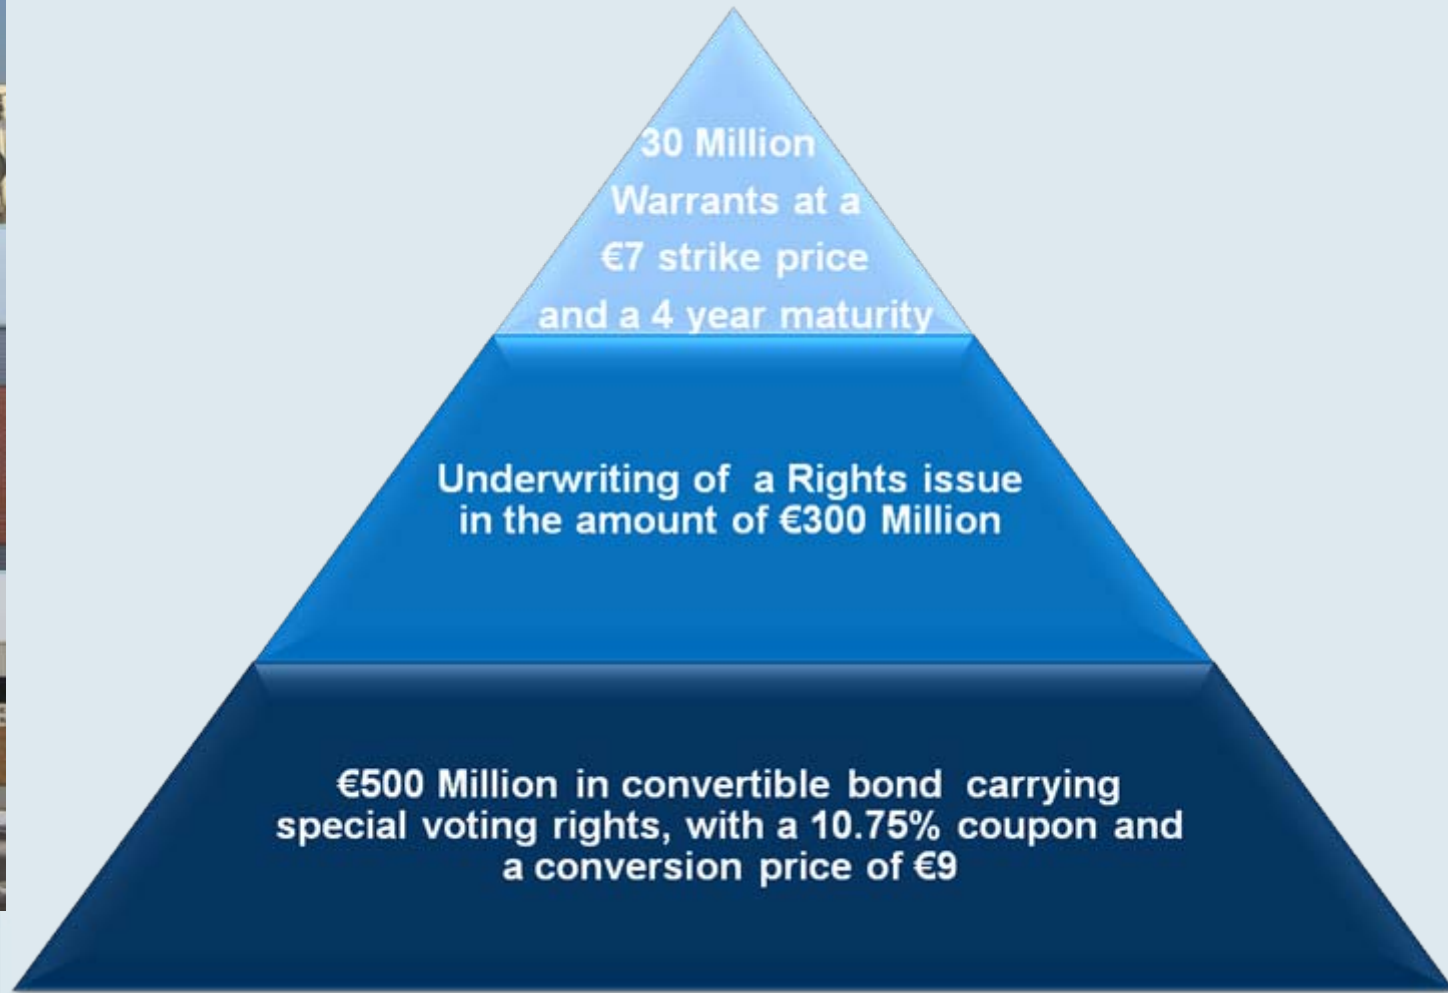 30 Million
Warrants at a
€7 strike price
and a 4 year maturity
Underwriting of a Rights issue
in the amount of €300 Million
€500 Million in convertible bond carrying
special voting rights, with a 10.75% coupon and
a conversion price of €9